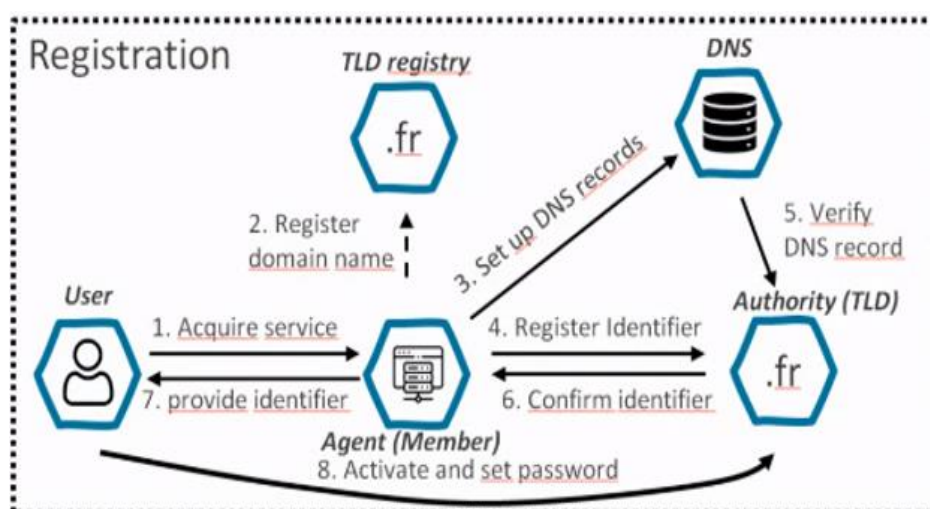 Registration
TLD registry
DNS
.fr
2. Register
domain name
3. Set up DNS records
5. Verify
DNS record
User
Authority (TLD)
1. Acquire service
4. Register Identifier
.fr
7. provide identifier
6. Confirm identifier
Agent (Member)
8. Activate and set password